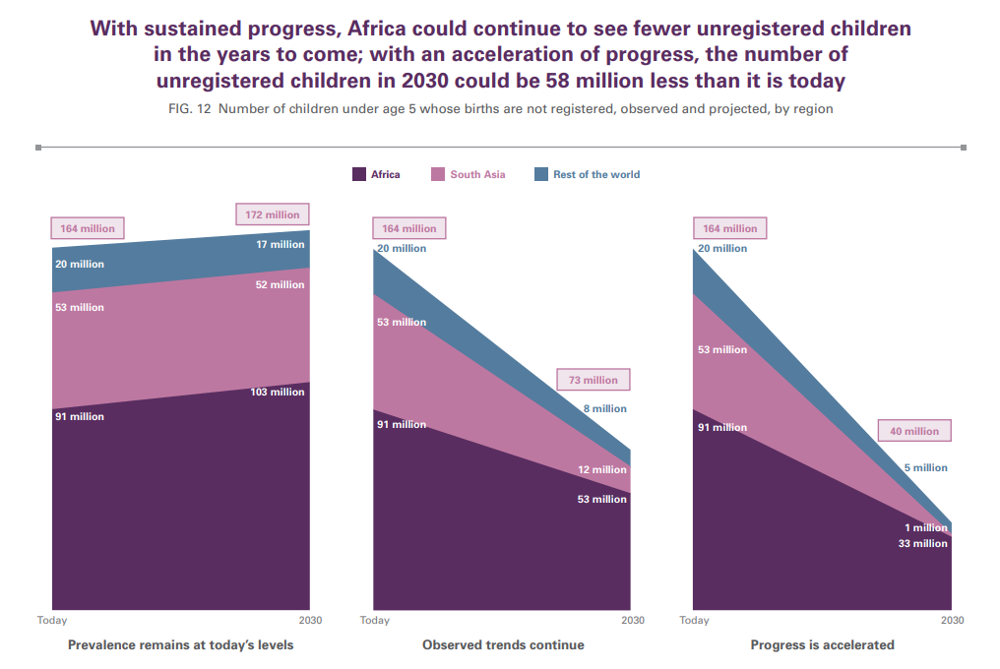 With sustained progress, Africa could continue to see fewer unregistered children
in the years to come; with an acceleration of progress, the number of
unregistered children in 2030 could be 58 million less than it is today
FIG. 12 Number of children under age 5 whose births are not registered, observed and projected, by region
Africa
South Asia
Rest of the world
164 million
172 million
20 million
17 million
53 million
52 million
91 million
103 million
Today
2030
Prevalence remains at today's levels
164 million
20 million
53 million
73 million
8 million
91 million
12 million
53 million
Today
2030
Observed trends continue
164 million
20 million
53 million
91 million
40 million
5 million
1 million
33 million
Today
2030
Progress is accelerated